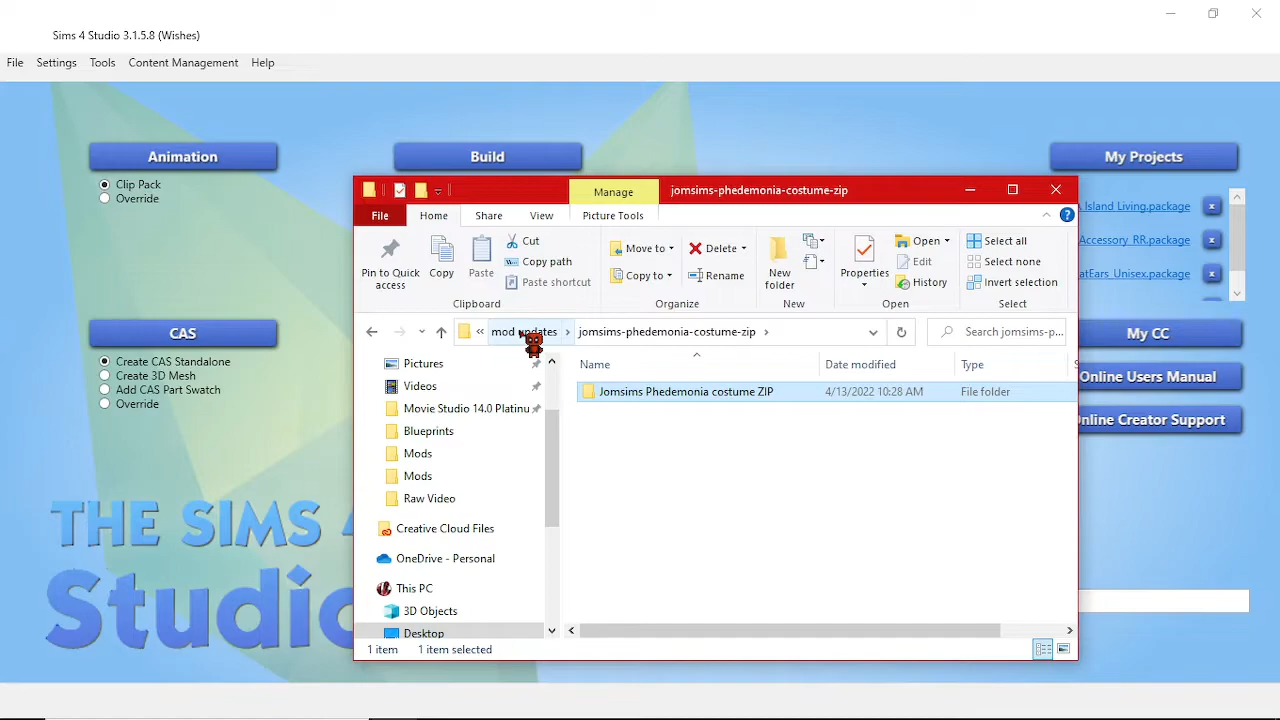 Sims 4 Studio 3.1.5.8 (Wishes)
File Settings Tools Content Management Help
Animation
Clip Pack
Override
Build
My Projects
Island Living.package x
Accessory_RR.package x
atEars_Unisex.package x
CAS
Create CAS Standalone
Create 3D Mesh
Add CAS Part Swatch
Override
My CC
Online Users Manual
Online Creator Support
THE SIMS 4
Studio
Manage jomsims-phedemonia-costume-zip
File Home Share View Picture Tools
Pin to Quick access
Copy
Paste
Cut
Copy path
Paste shortcut
Clipboard
Move to
Copy to
Delete
Rename
Organize
New folder
New
Properties
Open
Edit
History
Open
Select all
Select none
Invert selection
Select
« mod updates › jomsims-phedemonia-costume-zip ›
Search jomsims-p...
Name Date modified Type
Jomsims Phedemonia costume ZIP 4/13/2022 10:28 AM File folder
Pictures
Videos
Movie Studio 14.0 Platinu
Blueprints
Mods
Mods
Raw Video
Creative Cloud Files
OneDrive - Personal
This PC
3D Objects
Desktop
1 item 1 item selected